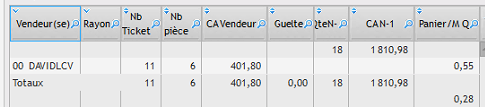 Vendeur(se) Rayon Nb Ticket Nb pièce CA Vendeur Guelte QteN- CAN-1 Panier/M Q
18 1 810,98
00 DAVIDLCV 11 6 401,80 0,55
Totaux 11 6 401,80 0,00 18 1 810,98
0,28